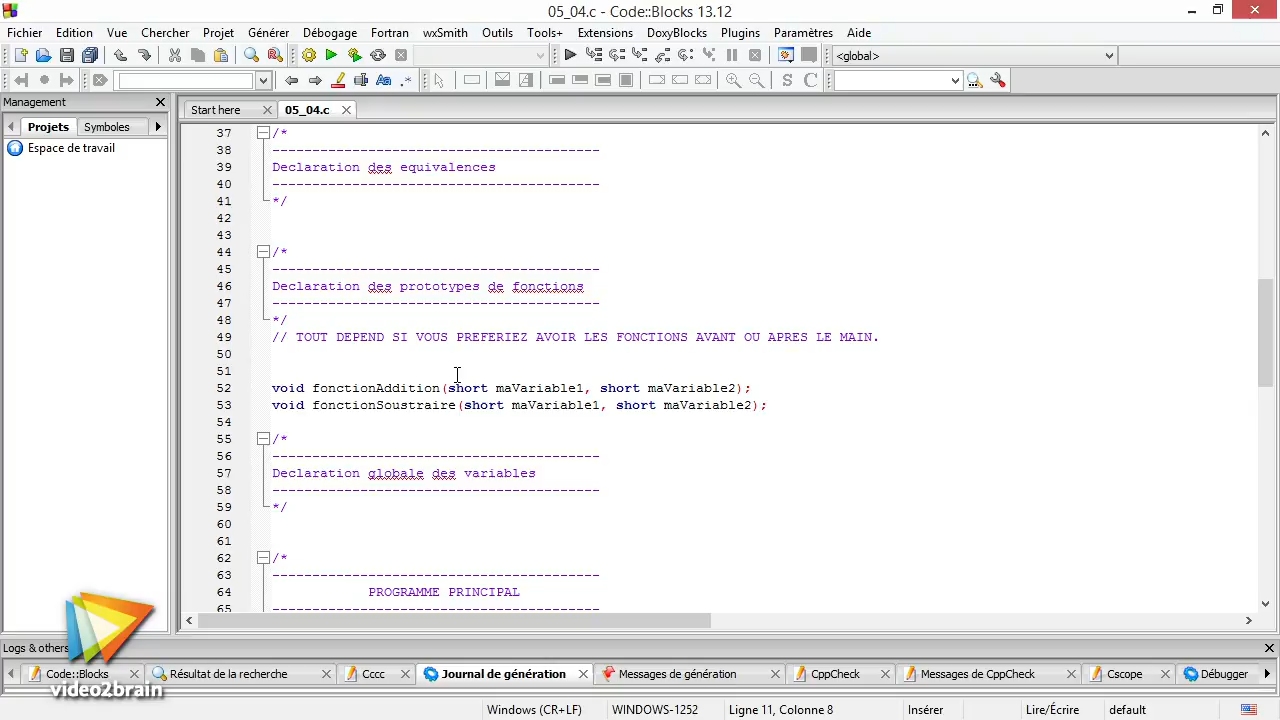 05_04.c - Code::Blocks 13.12
Fichier Edition Vue Chercher Projet Générer Débogage Fortran wxSmith Outils Tools+ Extensions DoxyBlocks Plugins Paramètres Aide
<global>
Management
Start here 05_04.c
Projets Symboles
Espace de travail
37 /*
38 -----------------------------------------
39 Declaration des equivalences
40 -----------------------------------------
41 */
42
43
44 /*
45 -----------------------------------------
46 Declaration des prototypes de fonctions
47 -----------------------------------------
48 */
49 // TOUT DEPEND SI VOUS PREFERIEZ AVOIR LES FONCTIONS AVANT OU APRES LE MAIN.
50
51
52 void fonctionAddition(short maVariable1, short maVariable2);
53 void fonctionSoustraire(short maVariable1, short maVariable2);
54
55 /*
56 -----------------------------------------
57 Declaration globale des variables
58 -----------------------------------------
59 */
60
61
62 /*
63 -----------------------------------------
64 PROGRAMME PRINCIPAL
65 -----------------------------------------
Logs & others
Code::Blocks Résultat de la recherche Cccc Journal de génération Messages de génération CppCheck Messages de CppCheck Cscope Débugger
video2brain
Windows (CR+LF) WINDOWS-1252 Ligne 11, Colonne 8 Insérer Lire/Écrire default